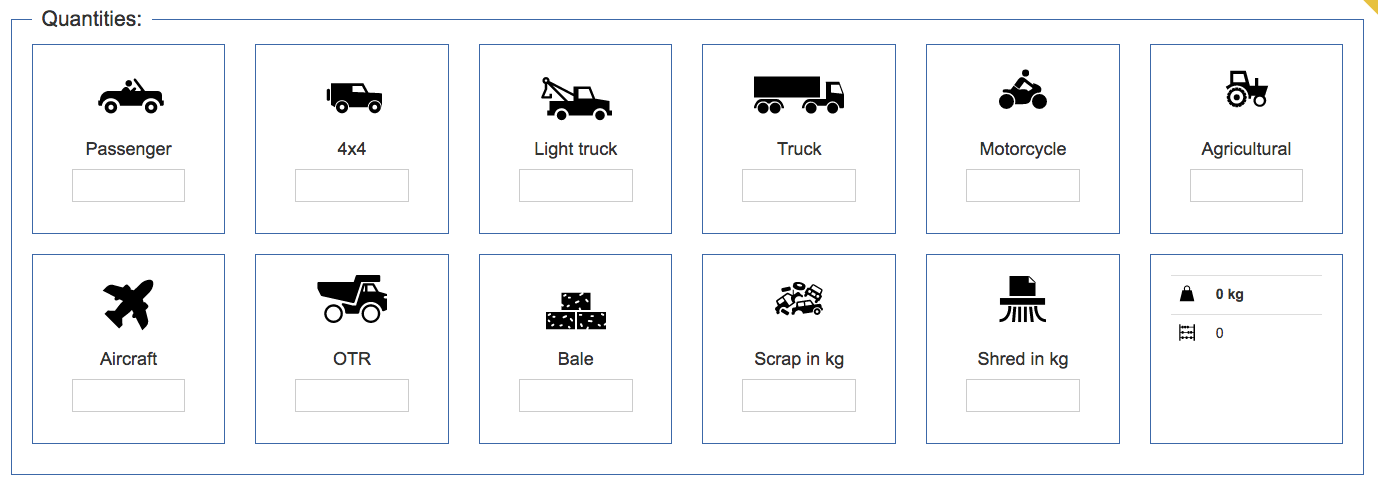 Quantities:
Passenger
4x4
Light truck
Truck
Motorcycle
Agricultural
Aircraft
OTR
Bale
Scrap in kg
Shred in kg
0 kg
0